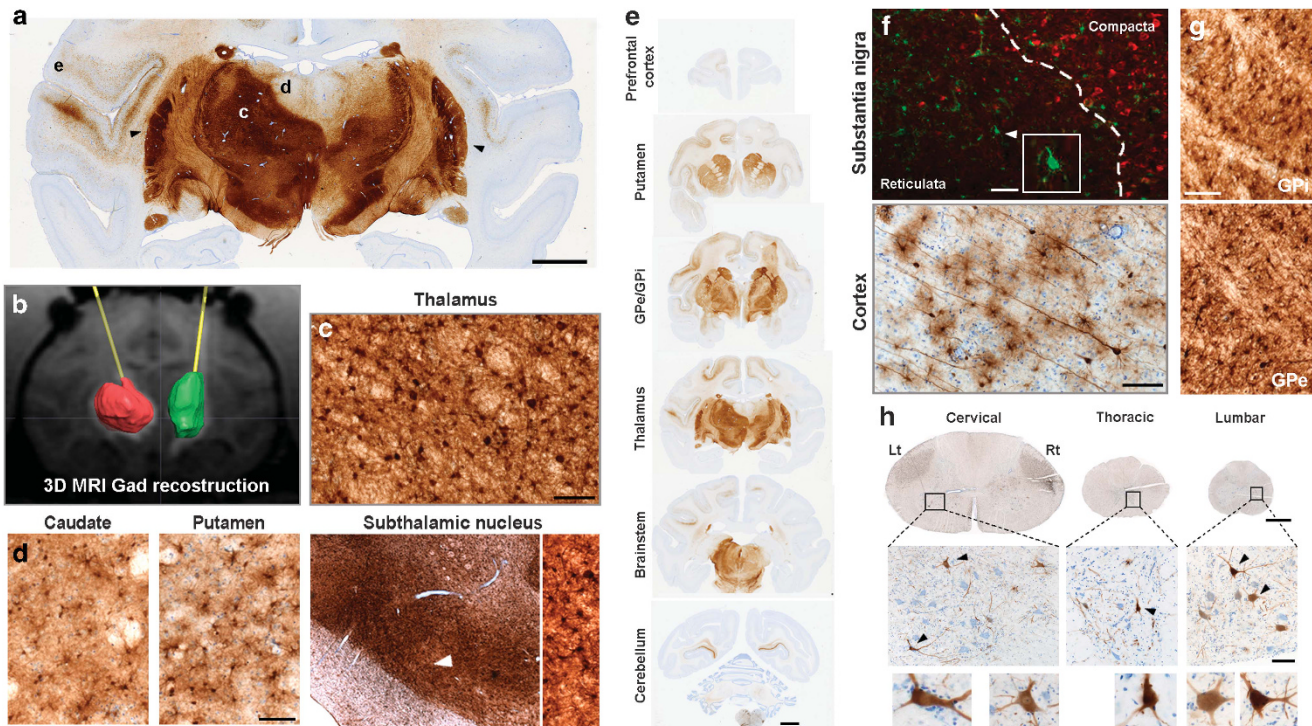 a
e
d
c
b
3D MRI Gad recostruction
Thalamus
c
Caudate
Putamen
Subthalamic nucleus
d
e
Prefrontal
cortex
Putamen
GPe/GPi
Thalamus
Brainstem
Cerebellum
f
Substantia nigra
Compacta
Reticulata
Cortex
g
GPi
GPe
h
Cervical
Thoracic
Lumbar
Lt
Rt